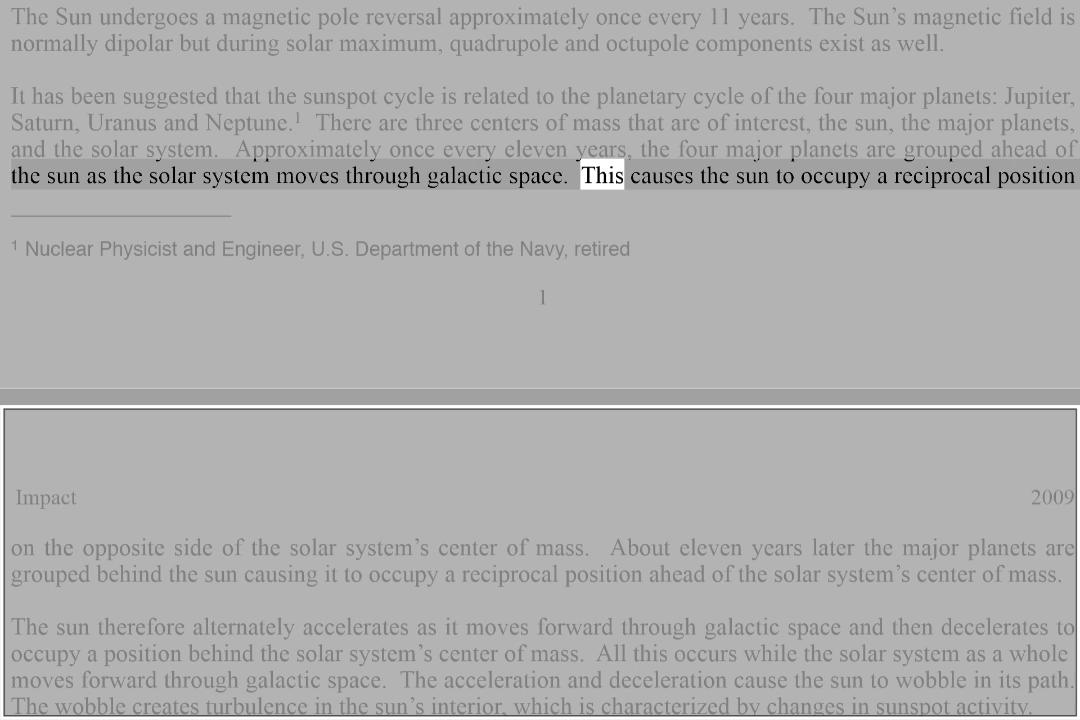 The Sun undergoes a magnetic pole reversal approximately once every 11 years.  The Sun's magnetic field is
normally dipolar but during solar maximum, quadrupole and octupole components exist as well.
It has been suggested that the sunspot cycle is related to the planetary cycle of the four major planets: Jupiter,
Saturn, Uranus and Neptune.¹  There are three centers of mass that are of interest, the sun, the major planets,
and the solar system.  Approximately once every eleven years, the four major planets are grouped ahead of
the sun as the solar system moves through galactic space.  This causes the sun to occupy a reciprocal position
¹ Nuclear Physicist and Engineer, U.S. Department of the Navy, retired
1
Impact 2009
on the opposite side of the solar system's center of mass.  About eleven years later the major planets are
grouped behind the sun causing it to occupy a reciprocal position ahead of the solar system's center of mass.
The sun therefore alternately accelerates as it moves forward through galactic space and then decelerates to
occupy a position behind the solar system's center of mass.  All this occurs while the solar system as a whole
moves forward through galactic space.  The acceleration and deceleration cause the sun to wobble in its path.
The wobble creates turbulence in the sun's interior, which is characterized by changes in sunspot activity.